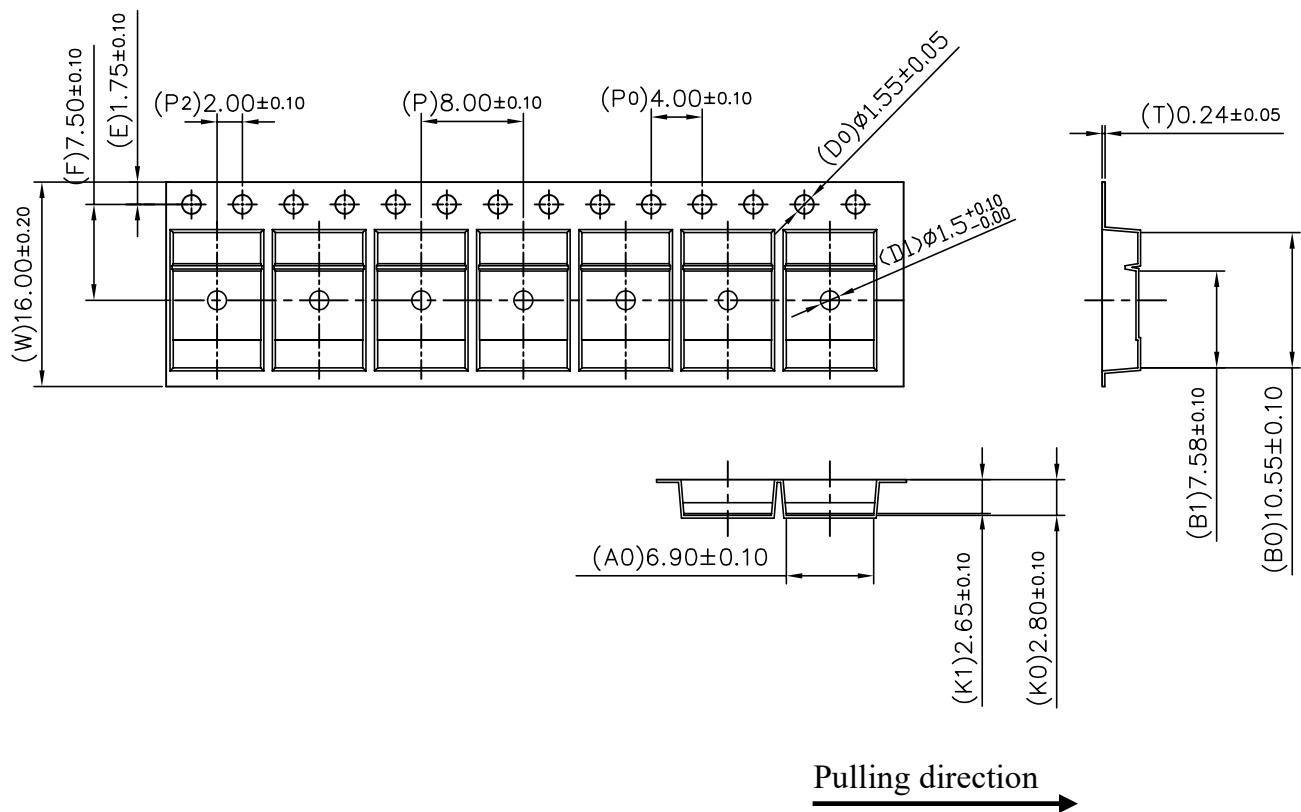 (F)7.50±0.10
(E)1.75±0.10
(P2)2.00±0.10
(P)8.00±0.10
(P0)4.00±0.10
(D0)ø1.55±0.05
(T)0.24±0.05
(W)16.00±0.20
(D1)ø1.5+0.10
-0.00
(B1)7.58±0.10
(B0)10.55±0.10
(A0)6.90±0.10
(K1)2.65±0.10
(K0)2.80±0.10
Pulling direction